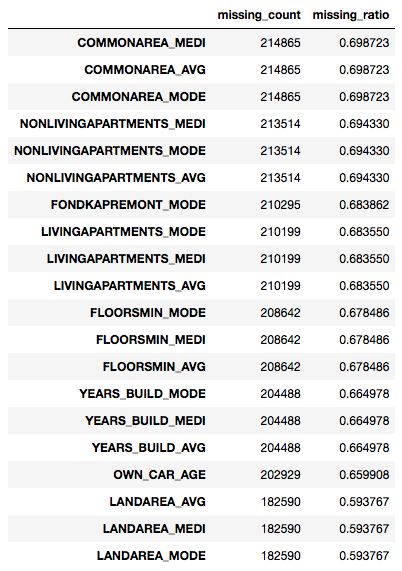 missing_count missing_ratio
COMMONAREA_MEDI 214865 0.698723
COMMONAREA_AVG 214865 0.698723
COMMONAREA_MODE 214865 0.698723
NONLIVINGAPARTMENTS_MEDI 213514 0.694330
NONLIVINGAPARTMENTS_MODE 213514 0.694330
NONLIVINGAPARTMENTS_AVG 213514 0.694330
FONDKAPREMONT_MODE 210295 0.683862
LIVINGAPARTMENTS_MODE 210199 0.683550
LIVINGAPARTMENTS_MEDI 210199 0.683550
LIVINGAPARTMENTS_AVG 210199 0.683550
FLOORSMIN_MODE 208642 0.678486
FLOORSMIN_MEDI 208642 0.678486
FLOORSMIN_AVG 208642 0.678486
YEARS_BUILD_MODE 204488 0.664978
YEARS_BUILD_MEDI 204488 0.664978
YEARS_BUILD_AVG 204488 0.664978
OWN_CAR_AGE 202929 0.659908
LANDAREA_AVG 182590 0.593767
LANDAREA_MEDI 182590 0.593767
LANDAREA_MODE 182590 0.593767